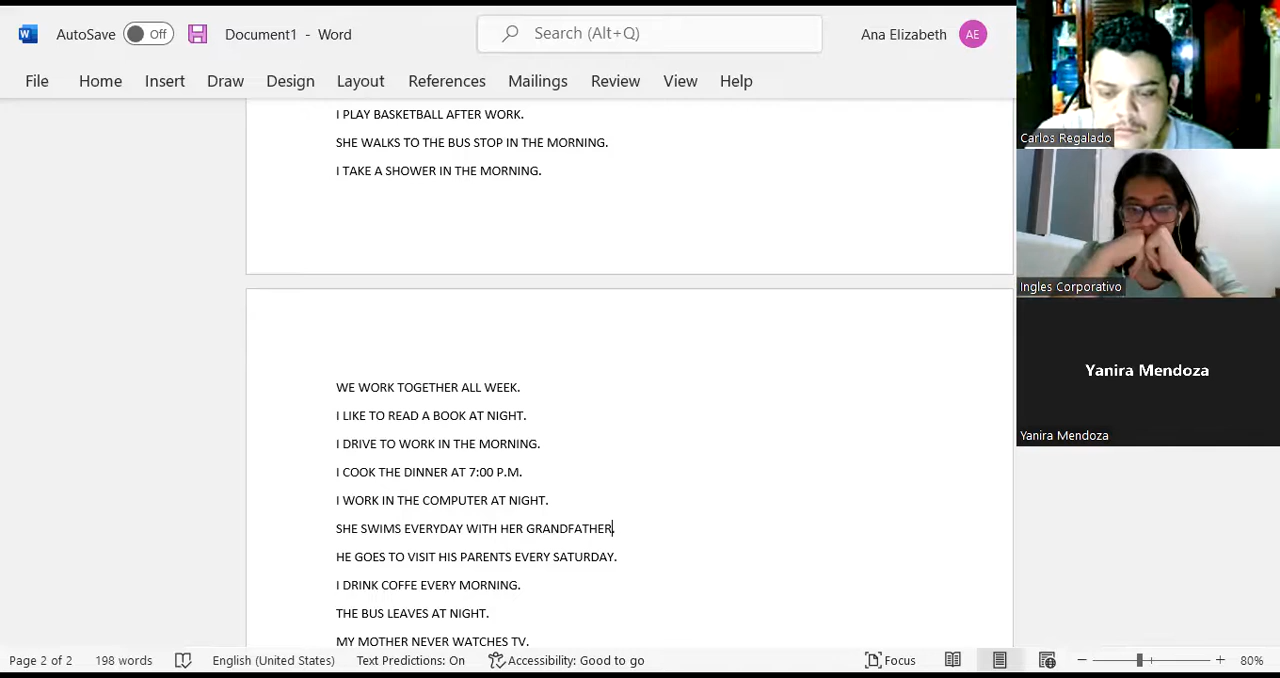 AutoSave Off Document1 - Word Search (Alt+Q) Ana Elizabeth AE
File Home Insert Draw Design Layout References Mailings Review View Help
I PLAY BASKETBALL AFTER WORK.
SHE WALKS TO THE BUS STOP IN THE MORNING.
I TAKE A SHOWER IN THE MORNING.
WE WORK TOGETHER ALL WEEK.
I LIKE TO READ A BOOK AT NIGHT.
I DRIVE TO WORK IN THE MORNING.
I COOK THE DINNER AT 7:00 P.M.
I WORK IN THE COMPUTER AT NIGHT.
SHE SWIMS EVERYDAY WITH HER GRANDFATHER.
HE GOES TO VISIT HIS PARENTS EVERY SATURDAY.
I DRINK COFFE EVERY MORNING.
THE BUS LEAVES AT NIGHT.
MY MOTHER NEVER WATCHES TV.
Page 2 of 2 198 words English (United States) Text Predictions: On Accessibility: Good to go Focus 80%
Carlos Regalado
Ingles Corporativo
Yanira Mendoza
Yanira Mendoza